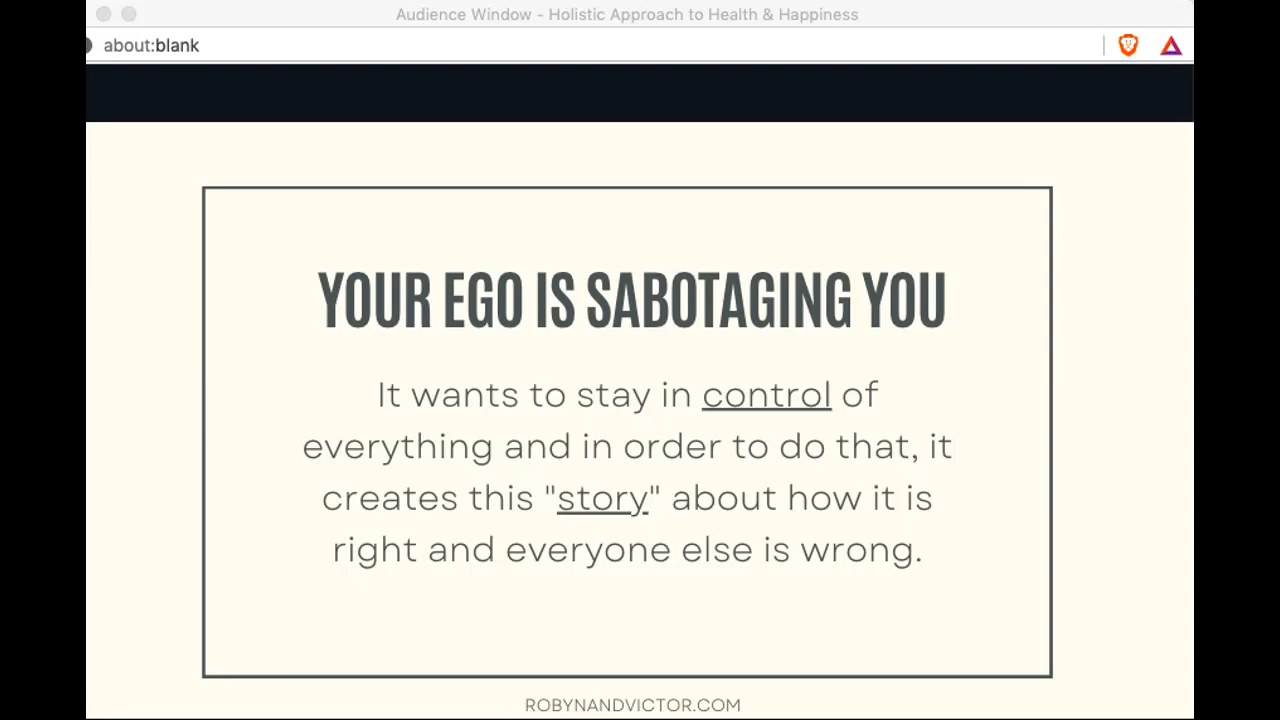 Audience Window - Holistic Approach to Health & Happiness
about:blank
YOUR EGO IS SABOTAGING YOU
It wants to stay in control of
everything and in order to do that, it
creates this "story" about how it is
right and everyone else is wrong.
ROBYNANDVICTOR.COM